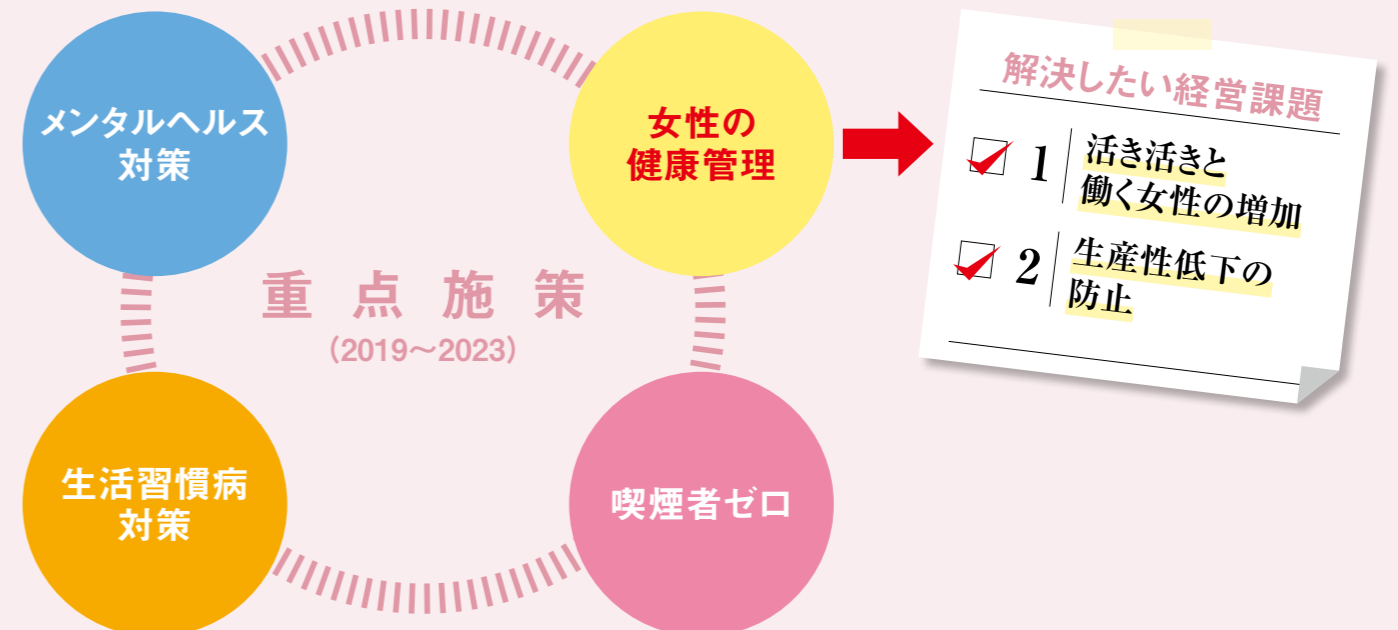 メンタルヘルス
対策
女性の
健康管理
解決したい経営課題
1 活き活きと
働く女性の増加
2 生産性低下の
防止
重点施策
(2019〜2023)
生活習慣病
対策
喫煙者ゼロ